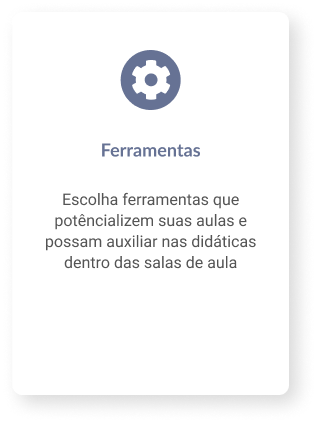 Ferramentas
Escolha ferramentas que
potêncializem suas aulas e
possam auxiliar nas didáticas
dentro das salas de aula